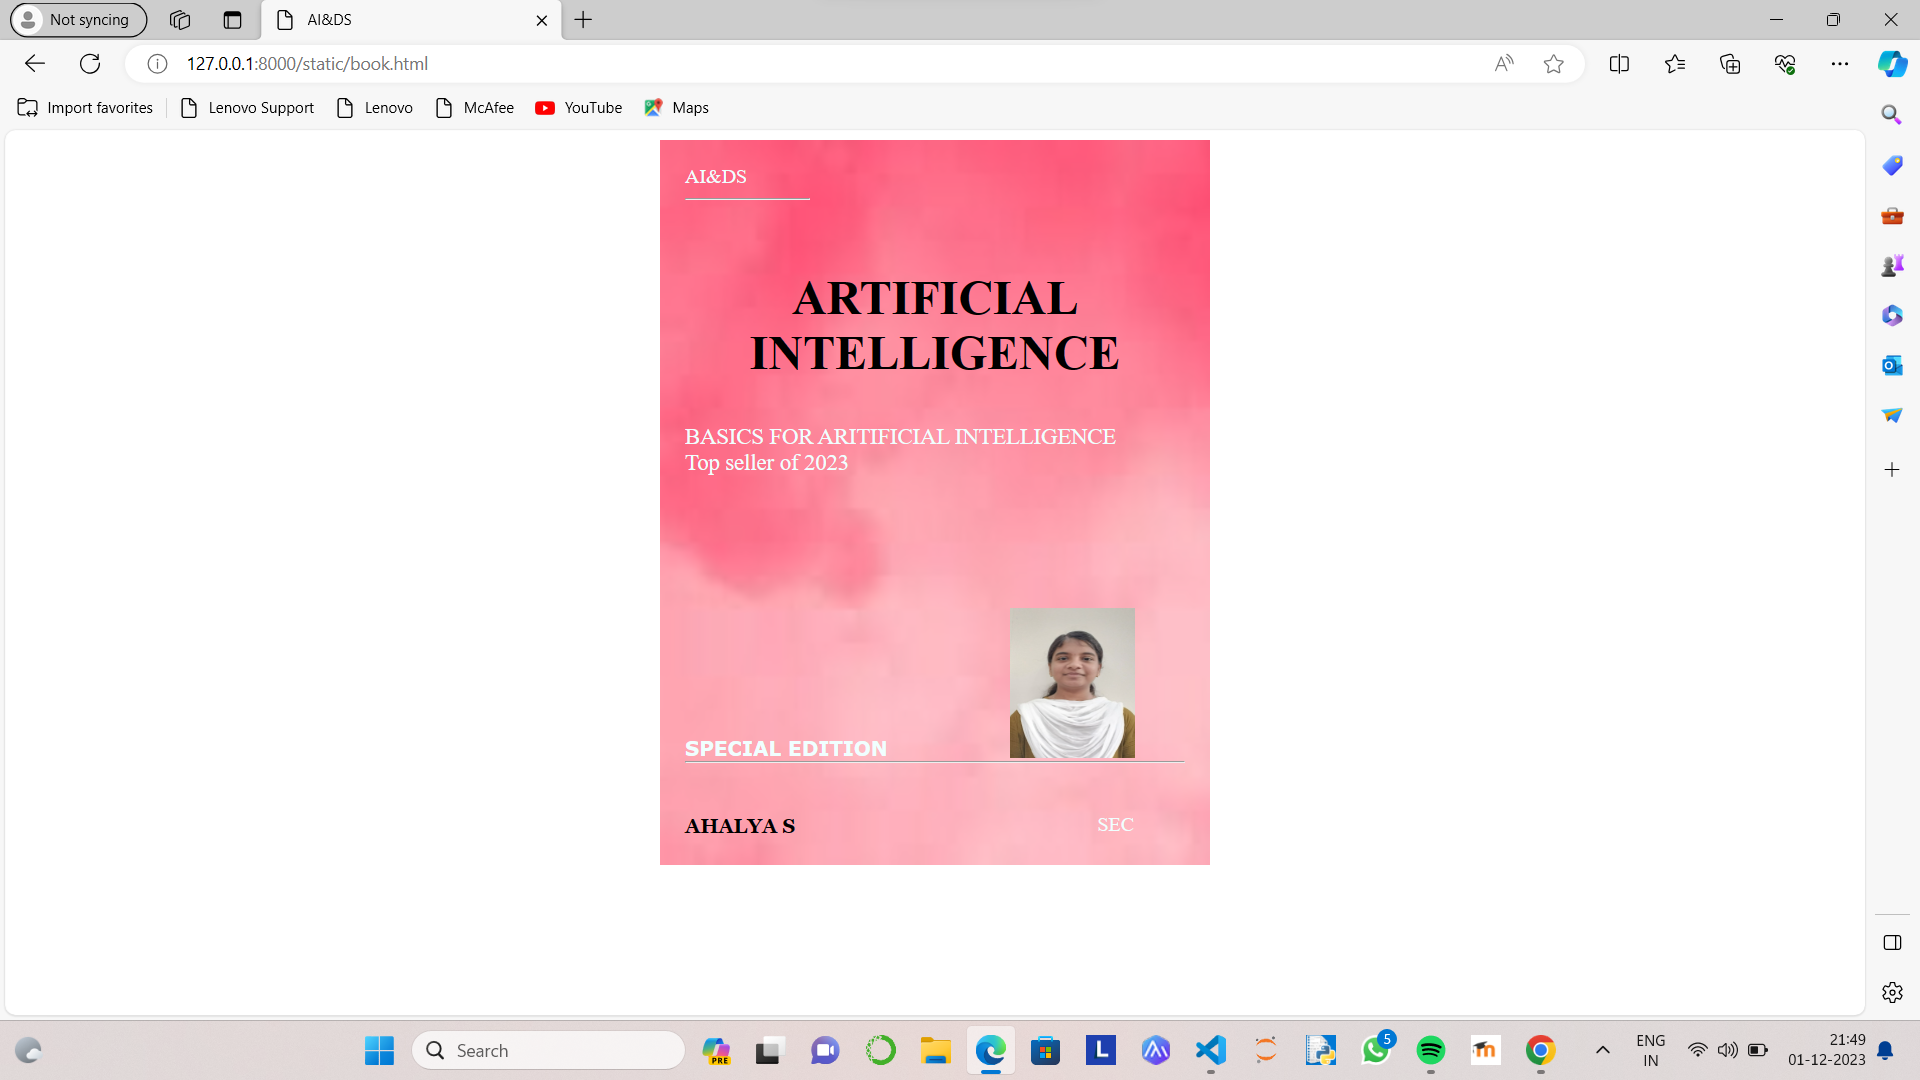 Not syncing
AI&DS
127.0.0.1:8000/static/book.html
Import favorites
Lenovo Support
Lenovo
McAfee
YouTube
Maps
AI&DS
ARTIFICIAL
INTELLIGENCE
BASICS FOR ARITIFICIAL INTELLIGENCE
Top seller of 2023
SPECIAL EDITION
AHALYA S
SEC
Search
PRE
L
5
ENG
IN
21:49
01-12-2023